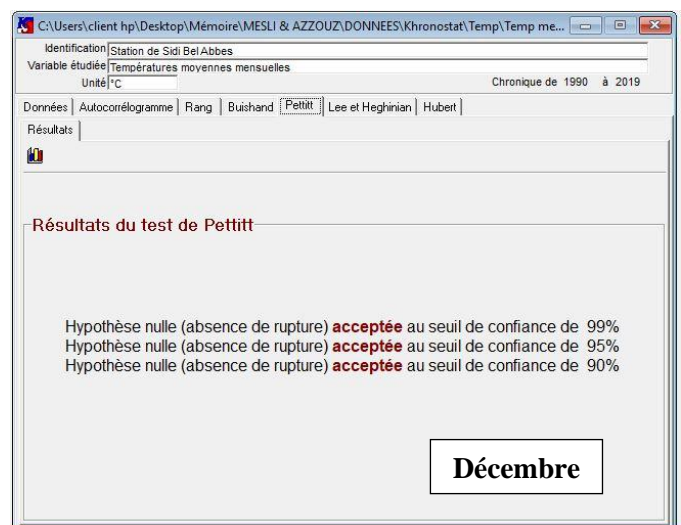 C:\Users\client hp\Desktop\Mémoire\MESLI & AZZOUZ\DONNEES\Khronostat\Temp\Temp me...
Identification Station de Sidi Bel Abbes
Variable étudiée Températures moyennes mensuelles
Unité °C Chronique de 1990 à 2019
Données Autocorrélogramme Rang Buishand Pettitt Lee et Heghinian Hubert
Résultats
Résultats du test de Pettitt
Hypothèse nulle (absence de rupture) acceptée au seuil de confiance de 99%
Hypothèse nulle (absence de rupture) acceptée au seuil de confiance de 95%
Hypothèse nulle (absence de rupture) acceptée au seuil de confiance de 90%
Décembre